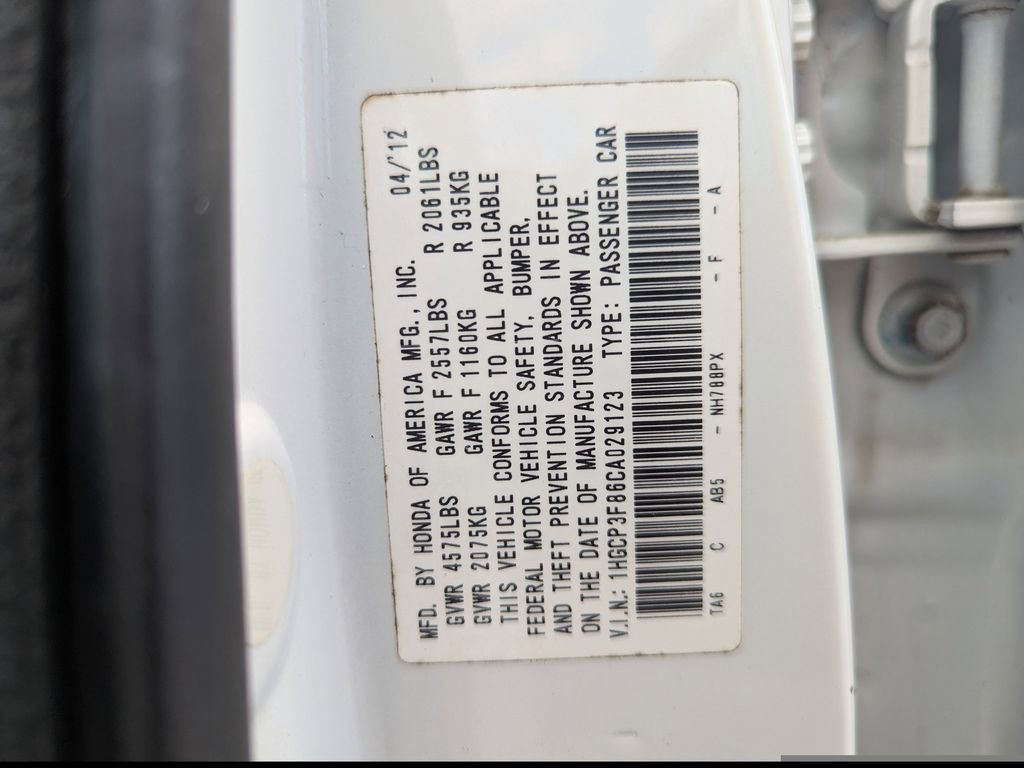 MFD. BY HONDA OF AMERICA MFG., INC. 04/'12
GVWR 4575LBS GAWR F 2557LBS R 2061LBS
GVWR 2075KG GAWR F 1160KG R 935KG
THIS VEHICLE CONFORMS TO ALL APPLICABLE
FEDERAL MOTOR VEHICLE SAFETY, BUMPER,
AND THEFT PREVENTION STANDARDS IN EFFECT
ON THE DATE OF MANUFACTURE SHOWN ABOVE.
V.I.N.: 1HGCP3F86CA029123 TYPE: PASSENGER CAR
TA6 C AB5 - NH788PX - F - A